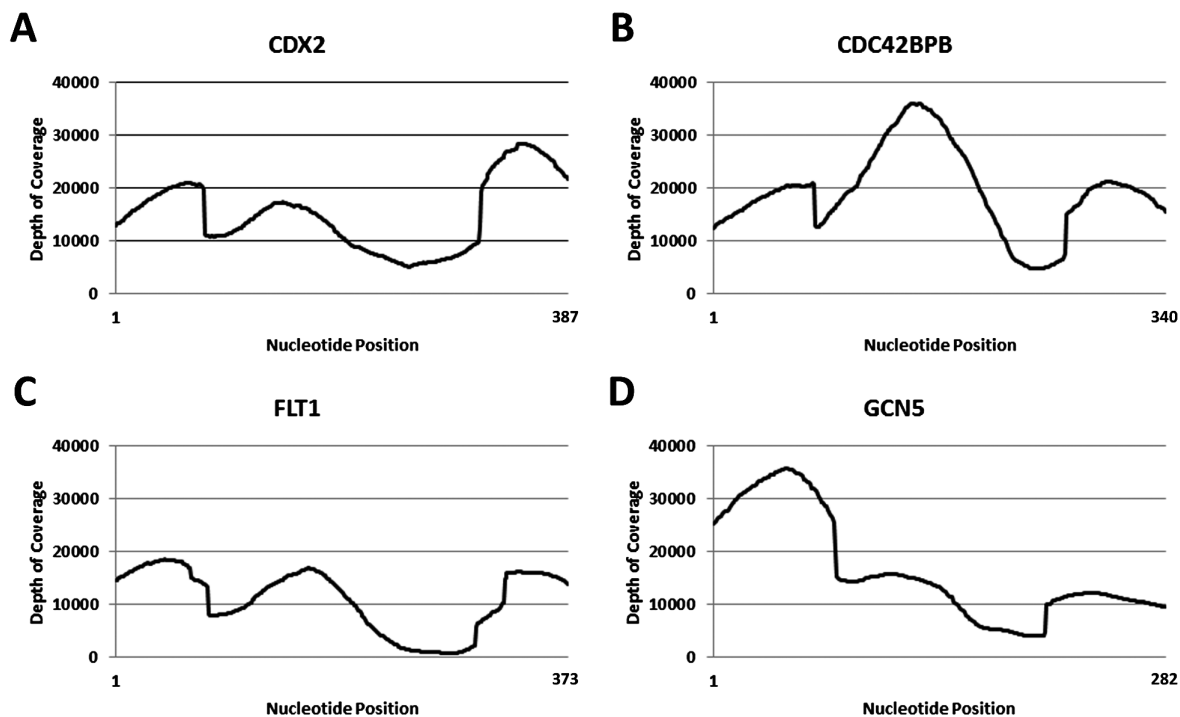 A
CDX2
40000
30000
20000
10000
0
Depth of Coverage
1
387
Nucleotide Position
B
CDC42BPB
40000
30000
20000
10000
0
Depth of Coverage
1
340
Nucleotide Position
C
FLT1
40000
30000
20000
10000
0
Depth of Coverage
1
373
Nucleotide Position
D
GCN5
40000
30000
20000
10000
0
Depth of Coverage
1
282
Nucleotide Position